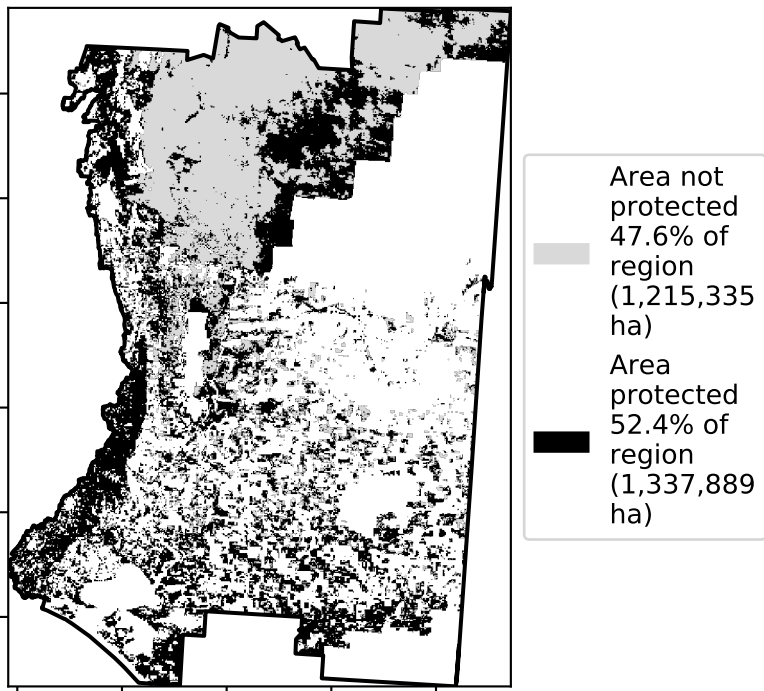 Area not
protected
47.6% of
region
(1,215,335
ha)
Area
protected
52.4% of
region
(1,337,889
ha)